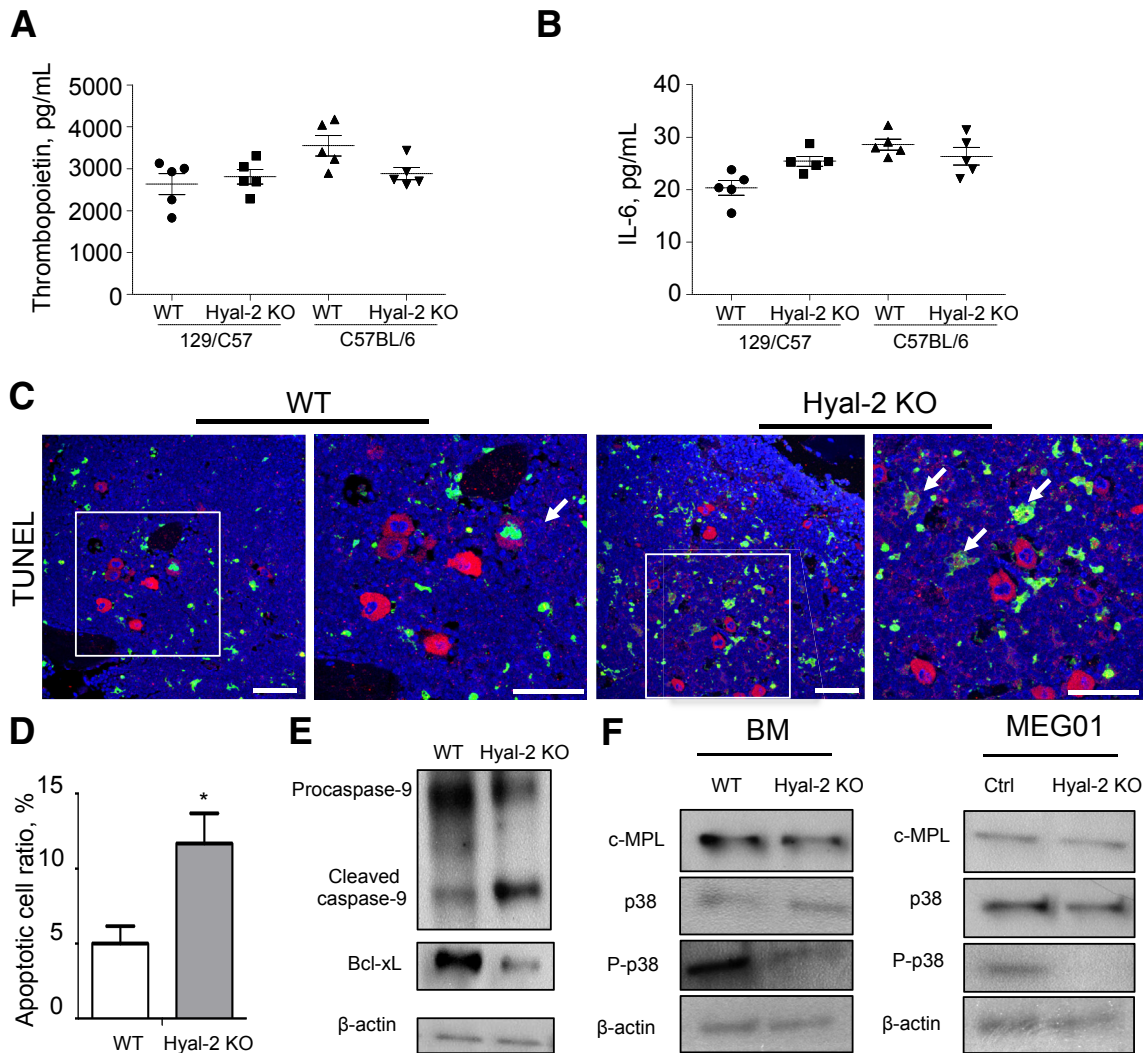 A
Thrombopoietin, pg/mL
5000
4000
3000
2000
1000
0
WT Hyal-2 KO WT Hyal-2 KO
129/C57 C57BL/6
B
IL-6, pg/mL
40
30
20
10
0
WT Hyal-2 KO WT Hyal-2 KO
129/C57 C57BL/6
C
WT Hyal-2 KO
TUNEL
D
Apoptotic cell ratio, %
15
10
5
0
*
WT Hyal-2 KO
E
WT Hyal-2 KO
Procaspase-9
Cleaved
caspase-9
Bcl-xL
β-actin
F
BM
WT Hyal-2 KO
c-MPL
p38
P-p38
β-actin
MEG01
Ctrl Hyal-2 KO
c-MPL
p38
P-p38
β-actin